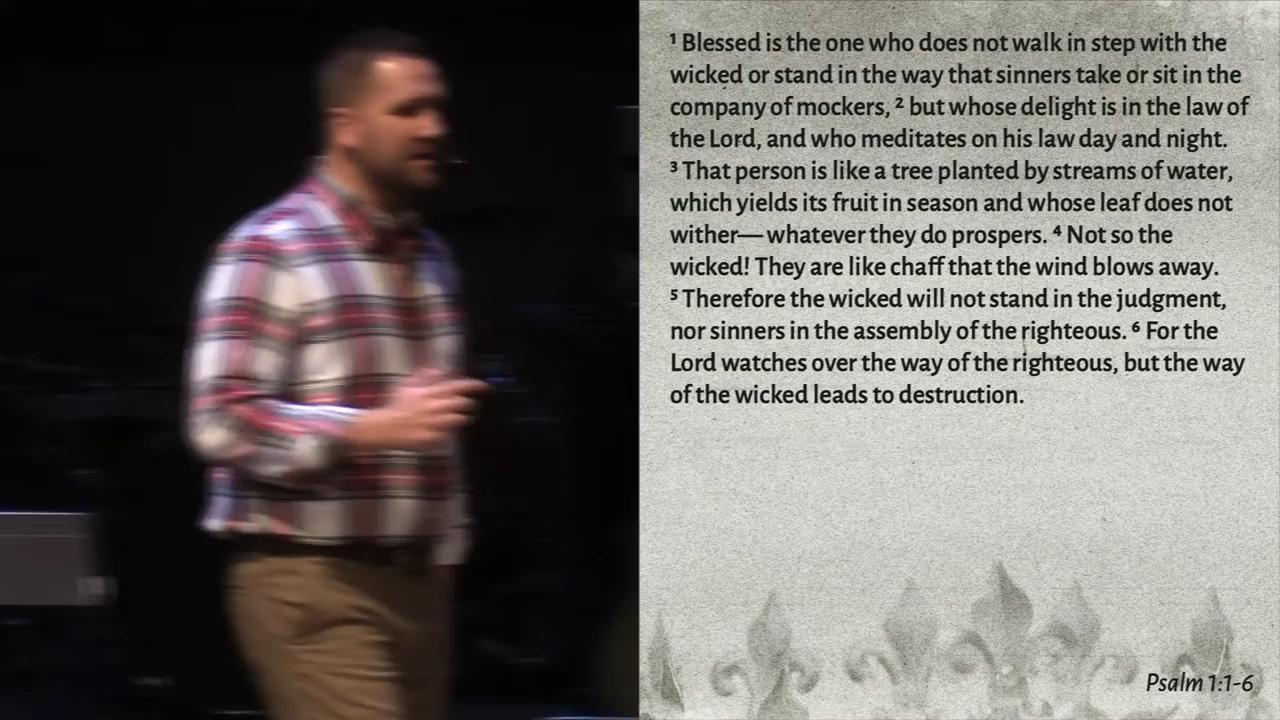 ¹ Blessed is the one who does not walk in step with the
wicked or stand in the way that sinners take or sit in the
company of mockers, ² but whose delight is in the law of
the Lord, and who meditates on his law day and night.
³ That person is like a tree planted by streams of water,
which yields its fruit in season and whose leaf does not
wither—whatever they do prospers. ⁴ Not so the
wicked! They are like chaff that the wind blows away.
⁵ Therefore the wicked will not stand in the judgment,
nor sinners in the assembly of the righteous. ⁶ For the
Lord watches over the way of the righteous, but the way
of the wicked leads to destruction.
Psalm 1:1-6